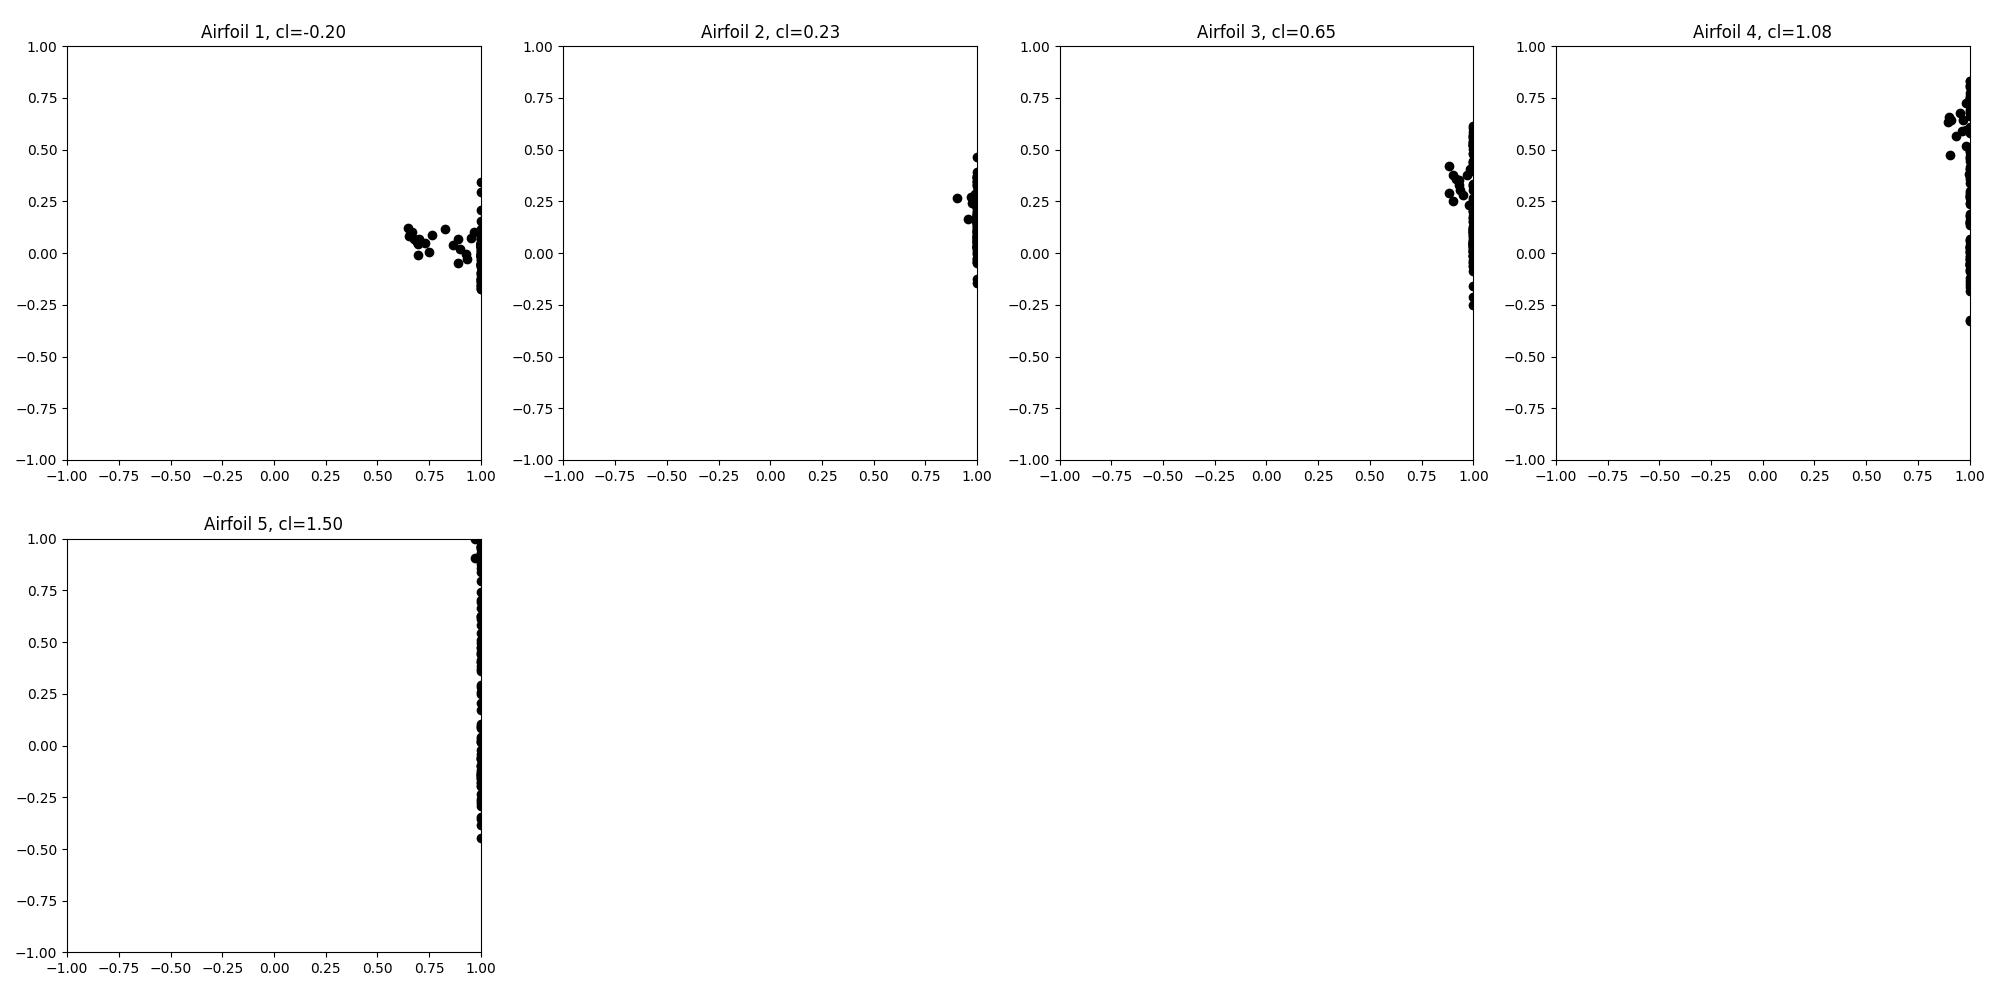 Airfoil 1, cl=-0.20
Airfoil 2, cl=0.23
Airfoil 3, cl=0.65
Airfoil 4, cl=1.08
1.00 1.00 1.00 1.00
0.75 0.75 0.75 0.75
0.50 0.50 0.50 0.50
0.25 0.25 0.25 0.25
0.00 0.00 0.00 0.00
−0.25 −0.25 −0.25 −0.25
−0.50 −0.50 −0.50 −0.50
−0.75 −0.75 −0.75 −0.75
−1.00 −1.00 −1.00 −1.00
−1.00 −0.75 −0.50 −0.25 0.00 0.25 0.50 0.75 1.00
−1.00 −0.75 −0.50 −0.25 0.00 0.25 0.50 0.75 1.00
−1.00 −0.75 −0.50 −0.25 0.00 0.25 0.50 0.75 1.00
−1.00 −0.75 −0.50 −0.25 0.00 0.25 0.50 0.75 1.00
Airfoil 5, cl=1.50
1.00
0.75
0.50
0.25
0.00
−0.25
−0.50
−0.75
−1.00
−1.00 −0.75 −0.50 −0.25 0.00 0.25 0.50 0.75 1.00